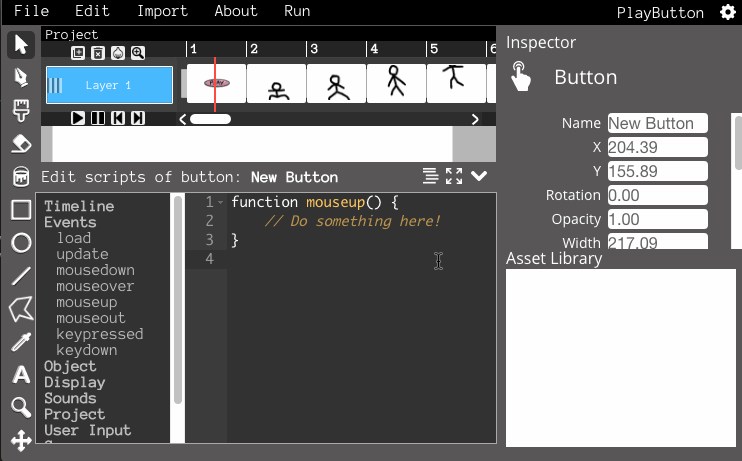 File Edit Import About Run PlayButton
Project
1 2 3 4 5 6
Layer 1
Play
Edit scripts of button: New Button
Timeline
Events
load
update
mousedown
mouseover
mouseup
mouseout
keypressed
keydown
Object
Display
Sounds
Project
User Input
1 function mouseup() {
2 // Do something here!
3 }
4
A
Inspector
Button
Name New Button
X 204.39
Y 155.89
Rotation 0.00
Opacity 1.00
Width 217.09
Asset Library